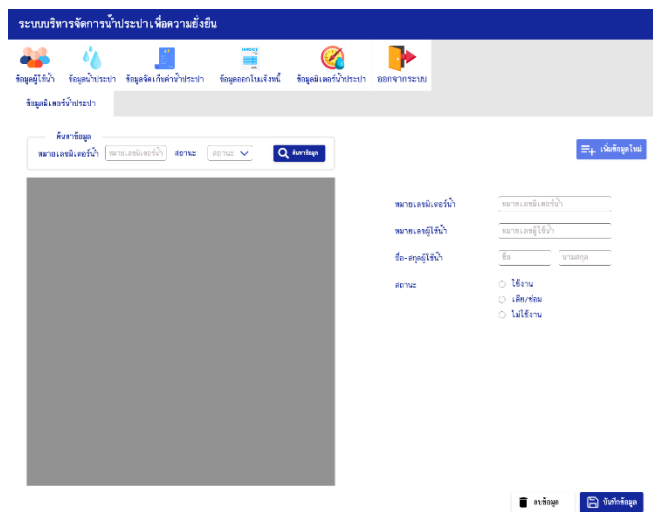 ระบบบริหารจัดการน้ำประปาเพื่อความยั่งยืน
INVOICE
ข้อมูลผู้ใช้น้ำ ข้อมูลน้ำประปา ข้อมูลจัดเก็บค่าน้ำประปา ข้อมูลออกใบแจ้งหนี้ ข้อมูลมิเตอร์น้ำประปา ออกจากระบบ
ข้อมูลมิเตอร์น้ำประปา
ค้นหาข้อมูล
หมายเลขมิเตอร์น้ำ หมายเลขมิเตอร์น้ำ สถานะ สถานะ ค้นหาข้อมูล
เพิ่มข้อมูลใหม่
หมายเลขมิเตอร์น้ำ หมายเลขมิเตอร์น้ำ
หมายเลขผู้ใช้น้ำ หมายเลขผู้ใช้น้ำ
ชื่อ-สกุลผู้ใช้น้ำ ชื่อ นามสกุล
สถานะ ใช้งาน
เสีย/ซ่อม
ไม่ใช้งาน
ลบข้อมูล บันทึกข้อมูล